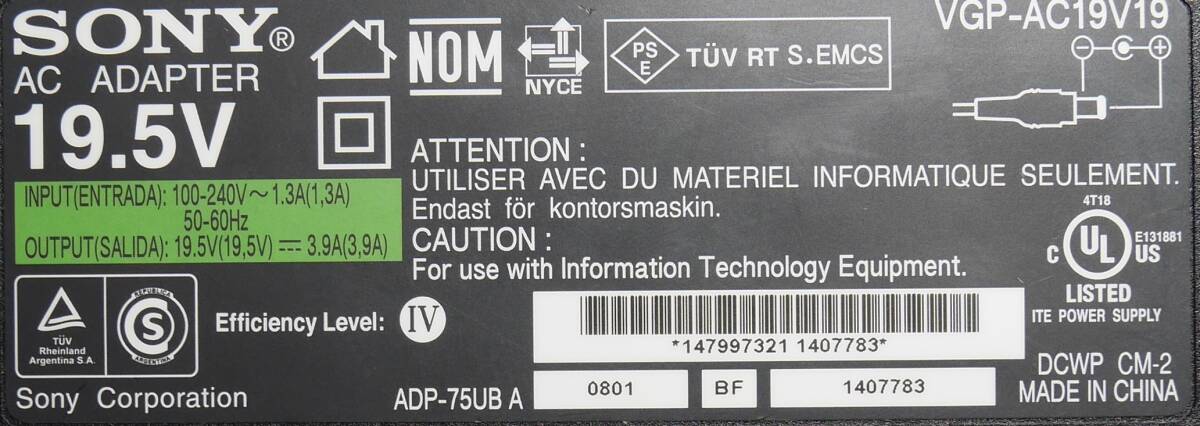 SONY®
AC ADAPTER
19.5V
INPUT(ENTRADA): 100-240V～1.3A(1,3A)
50-60Hz
OUTPUT(SALIDA): 19.5V(19,5V) ⎓ 3.9A(3,9A)
NOM
NYCE
PS
E
TÜV RT S.EMCS
VGP-AC19V19
ATTENTION :
UTILISER AVEC DU MATERIEL INFORMATIQUE SEULEMENT.
Endast för kontorsmaskin.
CAUTION :
For use with Information Technology Equipment.
4T18
C UL US
E131881
LISTED
ITE POWER SUPPLY
TÜV
Rheinland
Argentina S.A.
REPUBLICA
S
ARGENTINA
Efficiency Level: IV
*147997321 1407783*
Sony Corporation
ADP-75UB A
0801
BF
1407783
DCWP CM-2
MADE IN CHINA